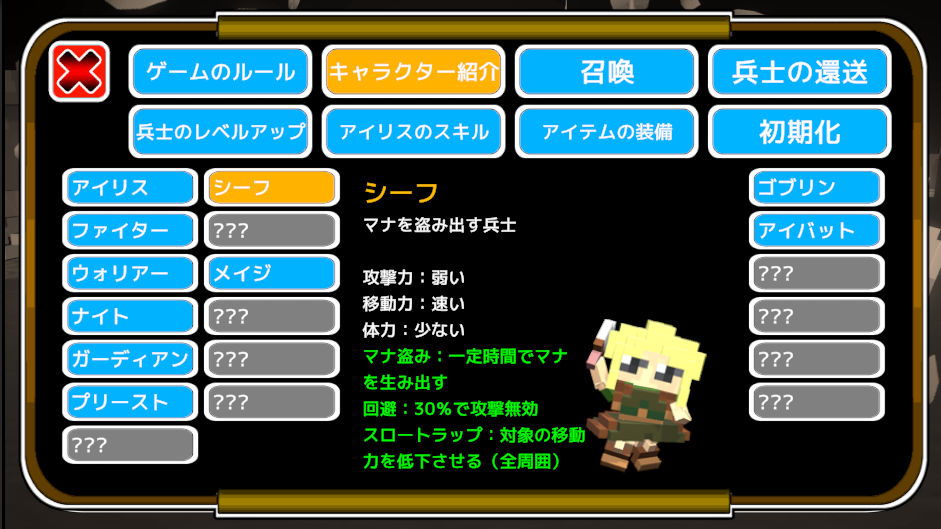 ゲームのルール
キャラクター紹介
召喚
兵士の還送
兵士のレベルアップ
アイリスのスキル
アイテムの装備
初期化
アイリス
シーフ
ファイター
???
ウォリアー
メイジ
ナイト
???
ガーディアン
???
プリースト
???
???
シーフ
マナを盗み出す兵士
攻撃力：弱い
移動力：速い
体力：少ない
マナ盗み：一定時間でマナ
を生み出す
回避：30%で攻撃無効
スロートラップ：対象の移動
力を低下させる（全周囲）
ゴブリン
アイバット
???
???
???
???